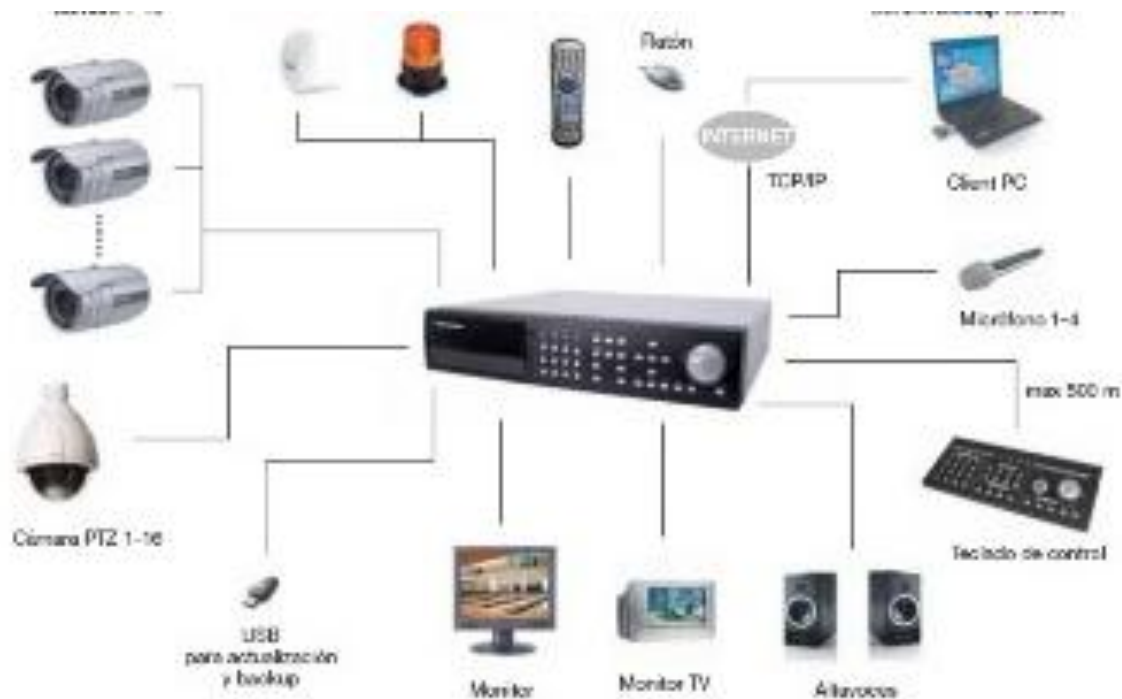 Ratón
INTERNET
TCP/IP
Client PC
Micrófono 1-4
max 500 m
Cámara PTZ 1-16
Teclado de control
USB
para actualización
y backup
Monitor
Monitor TV
Altavoces